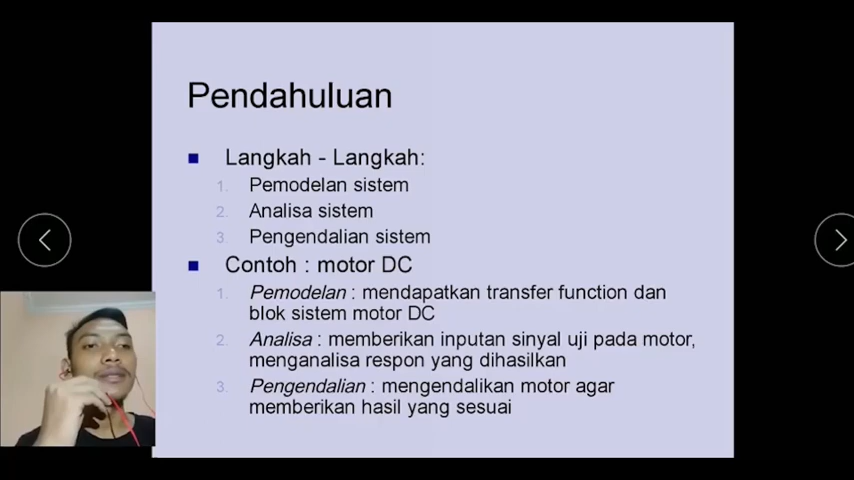 Pendahuluan
Langkah - Langkah:
1. Pemodelan sistem
2. Analisa sistem
3. Pengendalian sistem
Contoh : motor DC
1. Pemodelan : mendapatkan transfer function dan
blok sistem motor DC
2. Analisa : memberikan inputan sinyal uji pada motor,
menganalisa respon yang dihasilkan
3. Pengendalian : mengendalikan motor agar
memberikan hasil yang sesuai